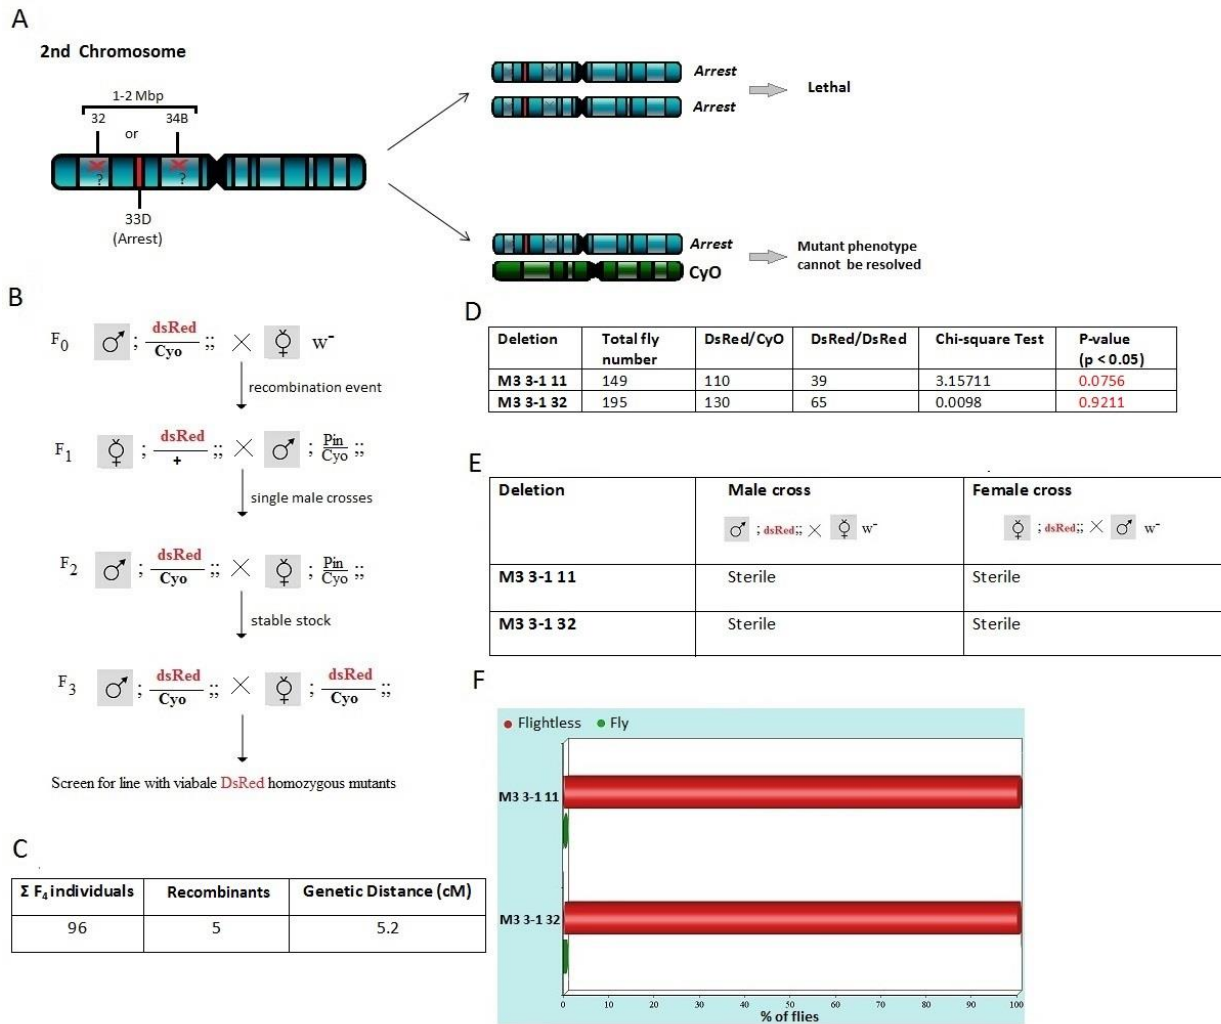 A
2nd Chromosome
1-2 Mbp
32
or
34B
?
?
33D
(Arrest)
Arrest
Arrest
Lethal
Arrest
CyO
Mutant phenotype
cannot be resolved
B
F0 ♂ ; dsRed/Cyo ;; × ☿ w-
recombination event
F1 ☿ ; dsRed/+ ;; × ♂ ; Pin/Cyo ;;
single male crosses
F2 ♂ ; dsRed/Cyo ;; × ☿ ; Pin/Cyo ;;
stable stock
F3 ♂ ; dsRed/Cyo ;; × ☿ ; dsRed/Cyo ;;
Screen for line with viabale DsRed homozygous mutants
C
Σ F4 individuals Recombinants Genetic Distance (cM)
96 5 5.2
D
Deletion Total fly number DsRed/CyO DsRed/DsRed Chi-square Test P-value (p < 0.05)
M3 3-1 11 149 110 39 3.15711 0.0756
M3 3-1 32 195 130 65 0.0098 0.9211
E
Deletion Male cross Female cross
♂ ; dsRed;; × ☿ w- ☿ ; dsRed;; × ♂ w-
M3 3-1 11 Sterile Sterile
M3 3-1 32 Sterile Sterile
F
Flightless Fly
M3 3-1 11
M3 3-1 32
0 10 20 30 40 50 60 70 80 90 100
% of flies